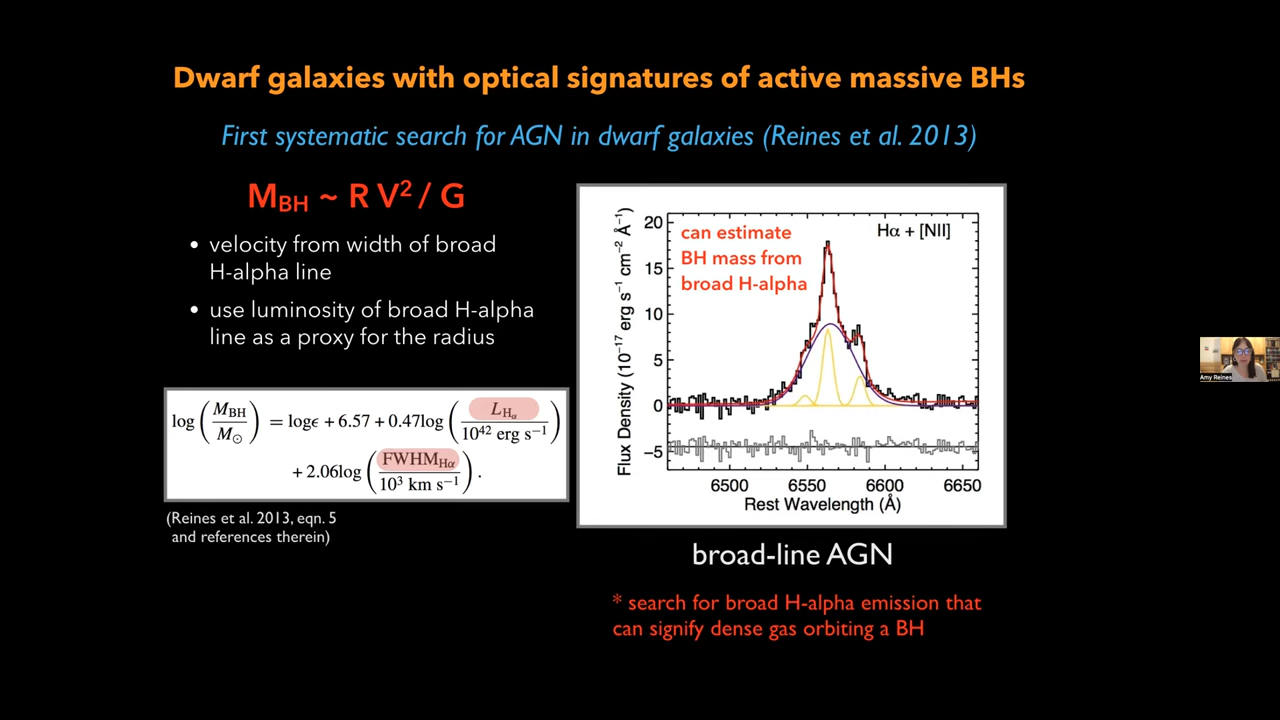 Dwarf galaxies with optical signatures of active massive BHs
First systematic search for AGN in dwarf galaxies (Reines et al. 2013)
M_BH ~ R V² / G
• velocity from width of broad
H-alpha line
• use luminosity of broad H-alpha
line as a proxy for the radius
log (M_BH / M_⊙) = logϵ + 6.57 + 0.47log (L_Hα / 10⁴² erg s⁻¹)
+ 2.06log (FWHM_Hα / 10³ km s⁻¹) .
(Reines et al. 2013, eqn. 5
and references therein)
can estimate
BH mass from
broad H-alpha
Hα + [NII]
Flux Density (10⁻¹⁷ erg s⁻¹ cm⁻² Å⁻¹)
20
15
10
5
0
−5
6500 6550 6600 6650
Rest Wavelength (Å)
broad-line AGN
* search for broad H-alpha emission that
can signify dense gas orbiting a BH
Amy Reines